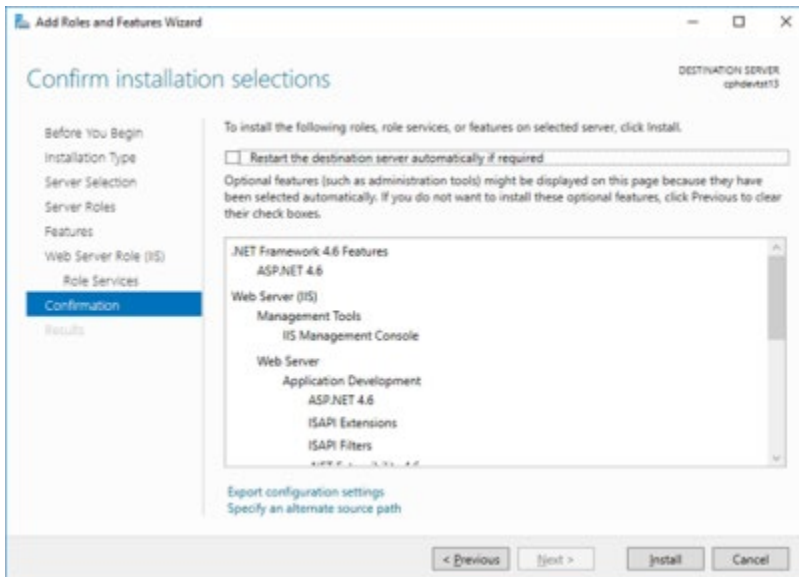 Add Roles and Features Wizard
Confirm installation selections
DESTINATION SERVER
cphdevtst13
Before You Begin
Installation Type
Server Selection
Server Roles
Features
Web Server Role (IIS)
Role Services
Confirmation
Results
To install the following roles, role services, or features on selected server, click Install.
Restart the destination server automatically if required
Optional features (such as administration tools) might be displayed on this page because they have
been selected automatically. If you do not want to install these optional features, click Previous to clear
their check boxes.
.NET Framework 4.6 Features
ASP.NET 4.6
Web Server (IIS)
Management Tools
IIS Management Console
Web Server
Application Development
ASP.NET 4.6
ISAPI Extensions
ISAPI Filters
Export configuration settings
Specify an alternate source path
< Previous
Next >
Install
Cancel